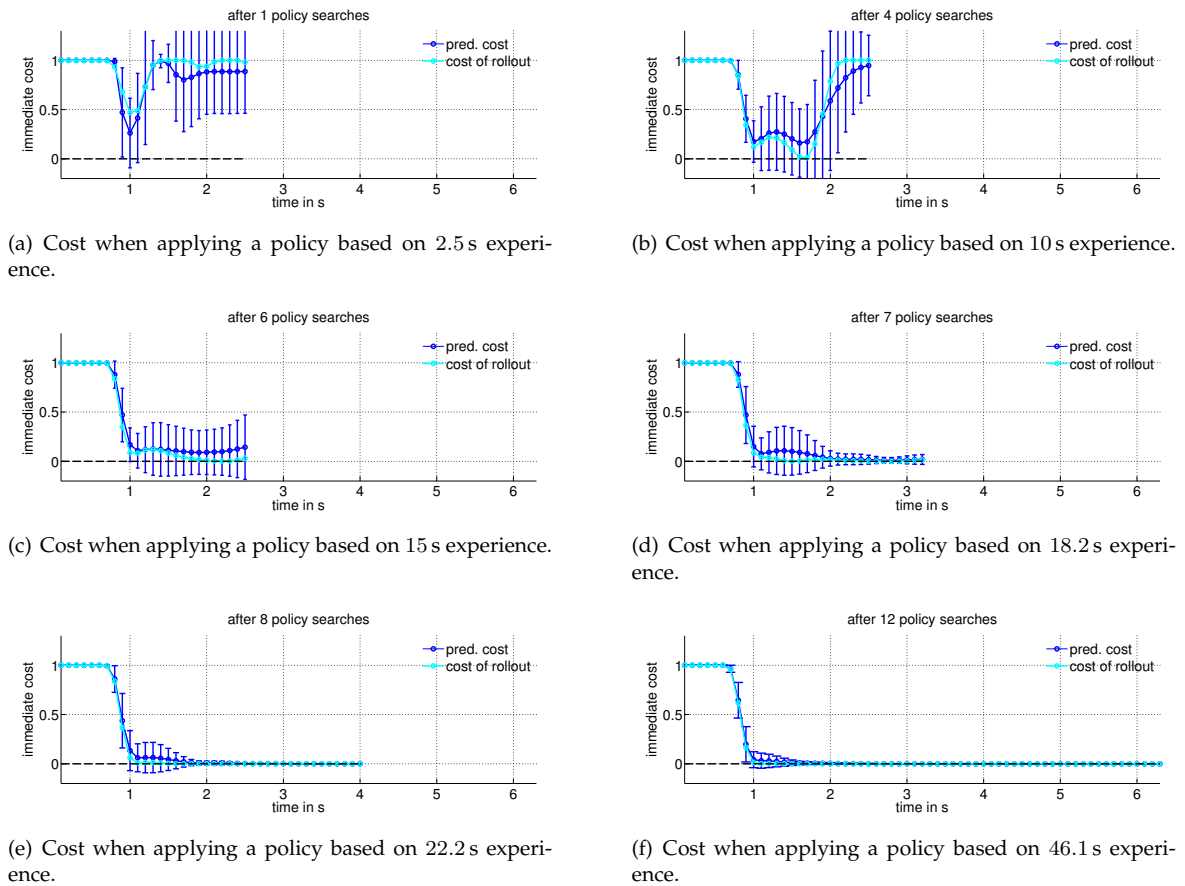 after 1 policy searches
pred. cost
cost of rollout
immediate cost
1
0.5
0
1 2 3 4 5 6
time in s
(a) Cost when applying a policy based on 2.5 s experi-
ence.
after 4 policy searches
pred. cost
cost of rollout
immediate cost
1
0.5
0
1 2 3 4 5 6
time in s
(b) Cost when applying a policy based on 10 s experience.
after 6 policy searches
pred. cost
cost of rollout
immediate cost
1
0.5
0
1 2 3 4 5 6
time in s
(c) Cost when applying a policy based on 15 s experience.
after 7 policy searches
pred. cost
cost of rollout
immediate cost
1
0.5
0
1 2 3 4 5 6
time in s
(d) Cost when applying a policy based on 18.2 s experi-
ence.
after 8 policy searches
pred. cost
cost of rollout
immediate cost
1
0.5
0
1 2 3 4 5 6
time in s
(e) Cost when applying a policy based on 22.2 s experi-
ence.
after 12 policy searches
pred. cost
cost of rollout
immediate cost
1
0.5
0
1 2 3 4 5 6
time in s
(f) Cost when applying a policy based on 46.1 s experi-
ence.